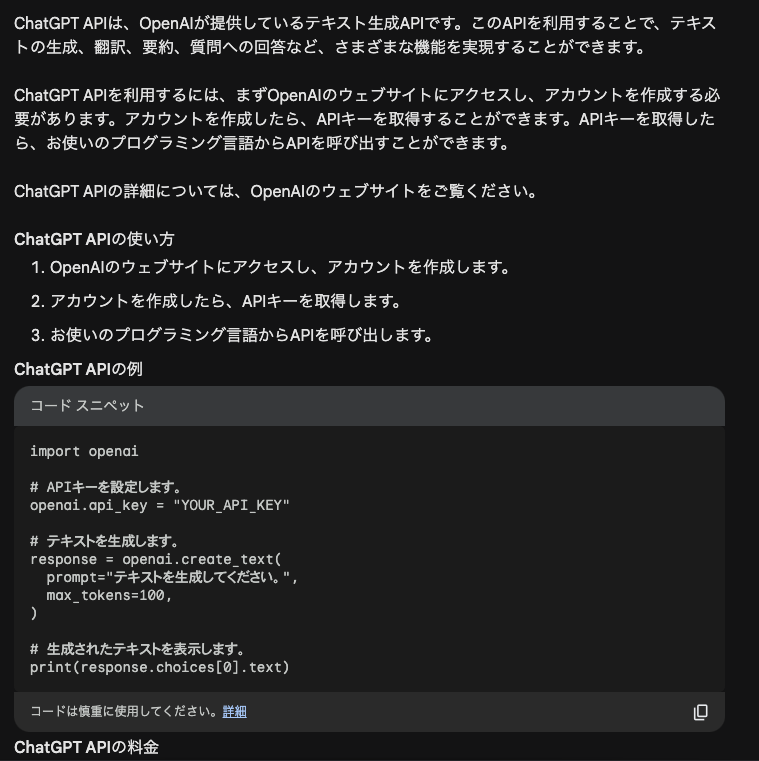 ChatGPT APIは、OpenAIが提供しているテキスト生成APIです。このAPIを利用することで、テキス
トの生成、翻訳、要約、質問への回答など、さまざまな機能を実現することができます。
ChatGPT APIを利用するには、まずOpenAIのウェブサイトにアクセスし、アカウントを作成する必
要があります。アカウントを作成したら、APIキーを取得することができます。APIキーを取得した
ら、お使いのプログラミング言語からAPIを呼び出すことができます。
ChatGPT APIの詳細については、OpenAIのウェブサイトをご覧ください。
ChatGPT APIの使い方
1. OpenAIのウェブサイトにアクセスし、アカウントを作成します。
2. アカウントを作成したら、APIキーを取得します。
3. お使いのプログラミング言語からAPIを呼び出します。
ChatGPT APIの例
コード スニペット
import openai
# APIキーを設定します。
openai.api_key = "YOUR_API_KEY"
# テキストを生成します。
response = openai.create_text(
  prompt="テキストを生成してください。",
  max_tokens=100,
)
# 生成されたテキストを表示します。
print(response.choices[0].text)
コードは慎重に使用してください。詳細
ChatGPT APIの料金